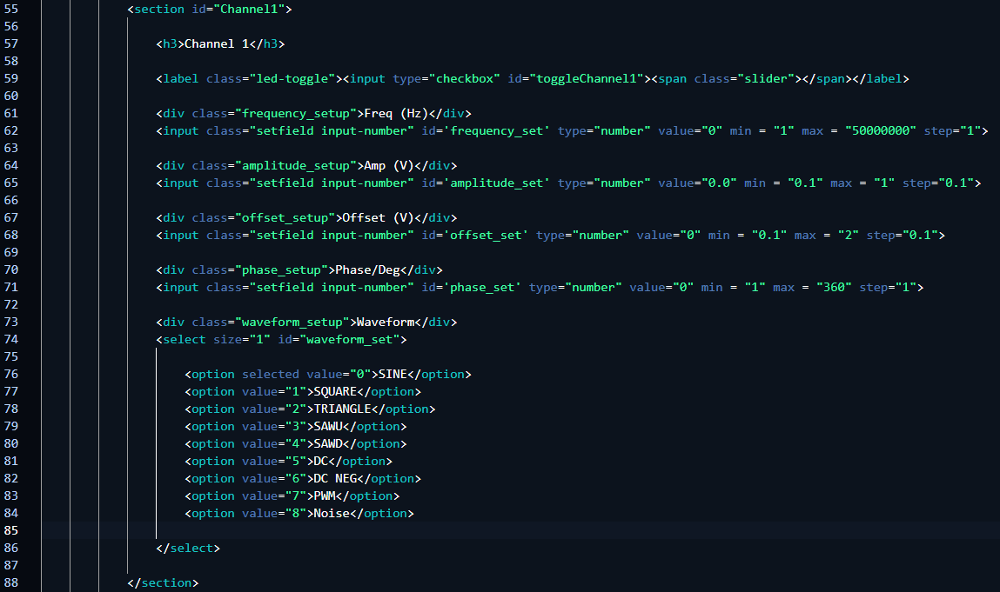 55 <section id="Channel1">
56
57 <h3>Channel 1</h3>
58
59 <label class="led-toggle"><input type="checkbox" id="toggleChannel1"><span class="slider"></span></label>
60
61 <div class="frequency_setup">Freq (Hz)</div>
62 <input class="setfield input-number" id='frequency_set' type="number" value="0" min = "1" max = "50000000" step="1">
63
64 <div class="amplitude_setup">Amp (V)</div>
65 <input class="setfield input-number" id='amplitude_set' type="number" value="0.0" min = "0.1" max = "1" step="0.1">
66
67 <div class="offset_setup">Offset (V)</div>
68 <input class="setfield input-number" id='offset_set' type="number" value="0" min = "0.1" max = "2" step="0.1">
69
70 <div class="phase_setup">Phase/Deg</div>
71 <input class="setfield input-number" id='phase_set' type="number" value="0" min = "1" max = "360" step="1">
72
73 <div class="waveform_setup">Waveform</div>
74 <select size="1" id="waveform_set">
75
76 <option selected value="0">SINE</option>
77 <option value="1">SQUARE</option>
78 <option value="2">TRIANGLE</option>
79 <option value="3">SAWU</option>
80 <option value="4">SAWD</option>
81 <option value="5">DC</option>
82 <option value="6">DC NEG</option>
83 <option value="7">PWM</option>
84 <option value="8">Noise</option>
85
86 </select>
87
88 </section>